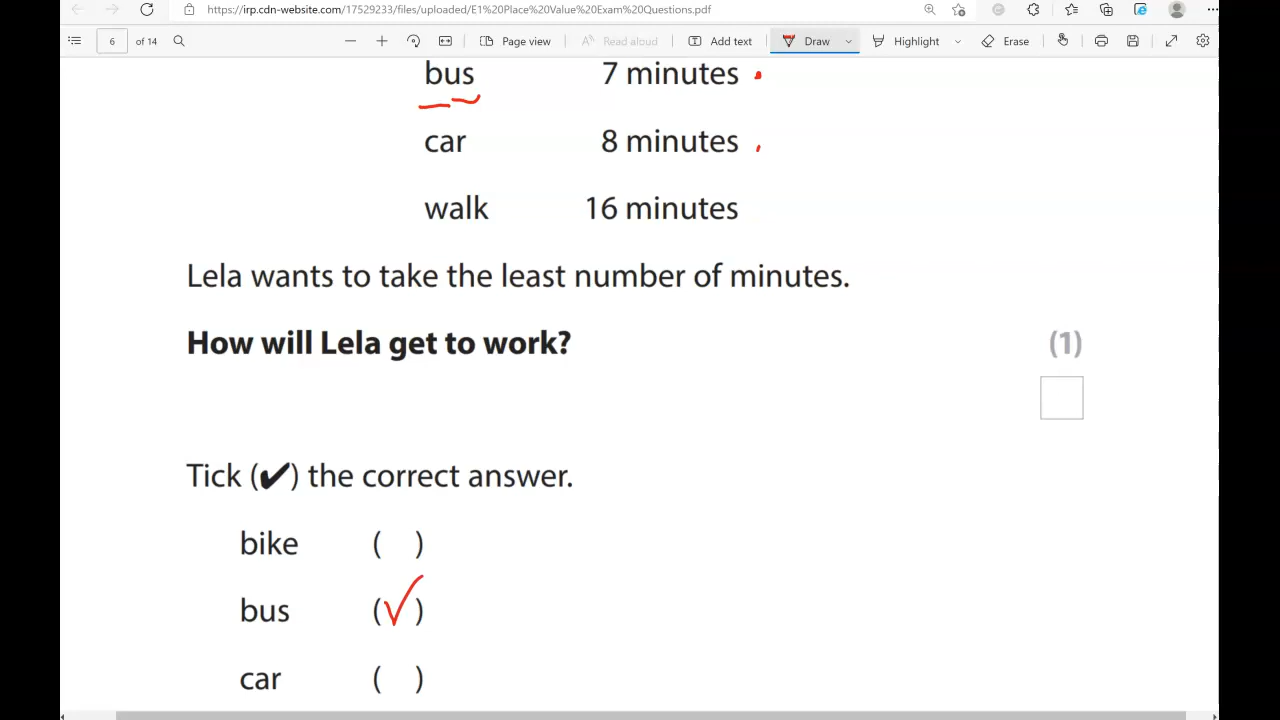 https://irp.cdn-website.com/17529233/files/uploaded/E1%20Place%20Value%20Exam%20Questions.pdf
6 of 14 Page view Read aloud Add text Draw Highlight Erase
bus 7 minutes
car 8 minutes
walk 16 minutes
Lela wants to take the least number of minutes.
How will Lela get to work? (1)
Tick (✔) the correct answer.
bike ( )
bus (✓)
car ( )